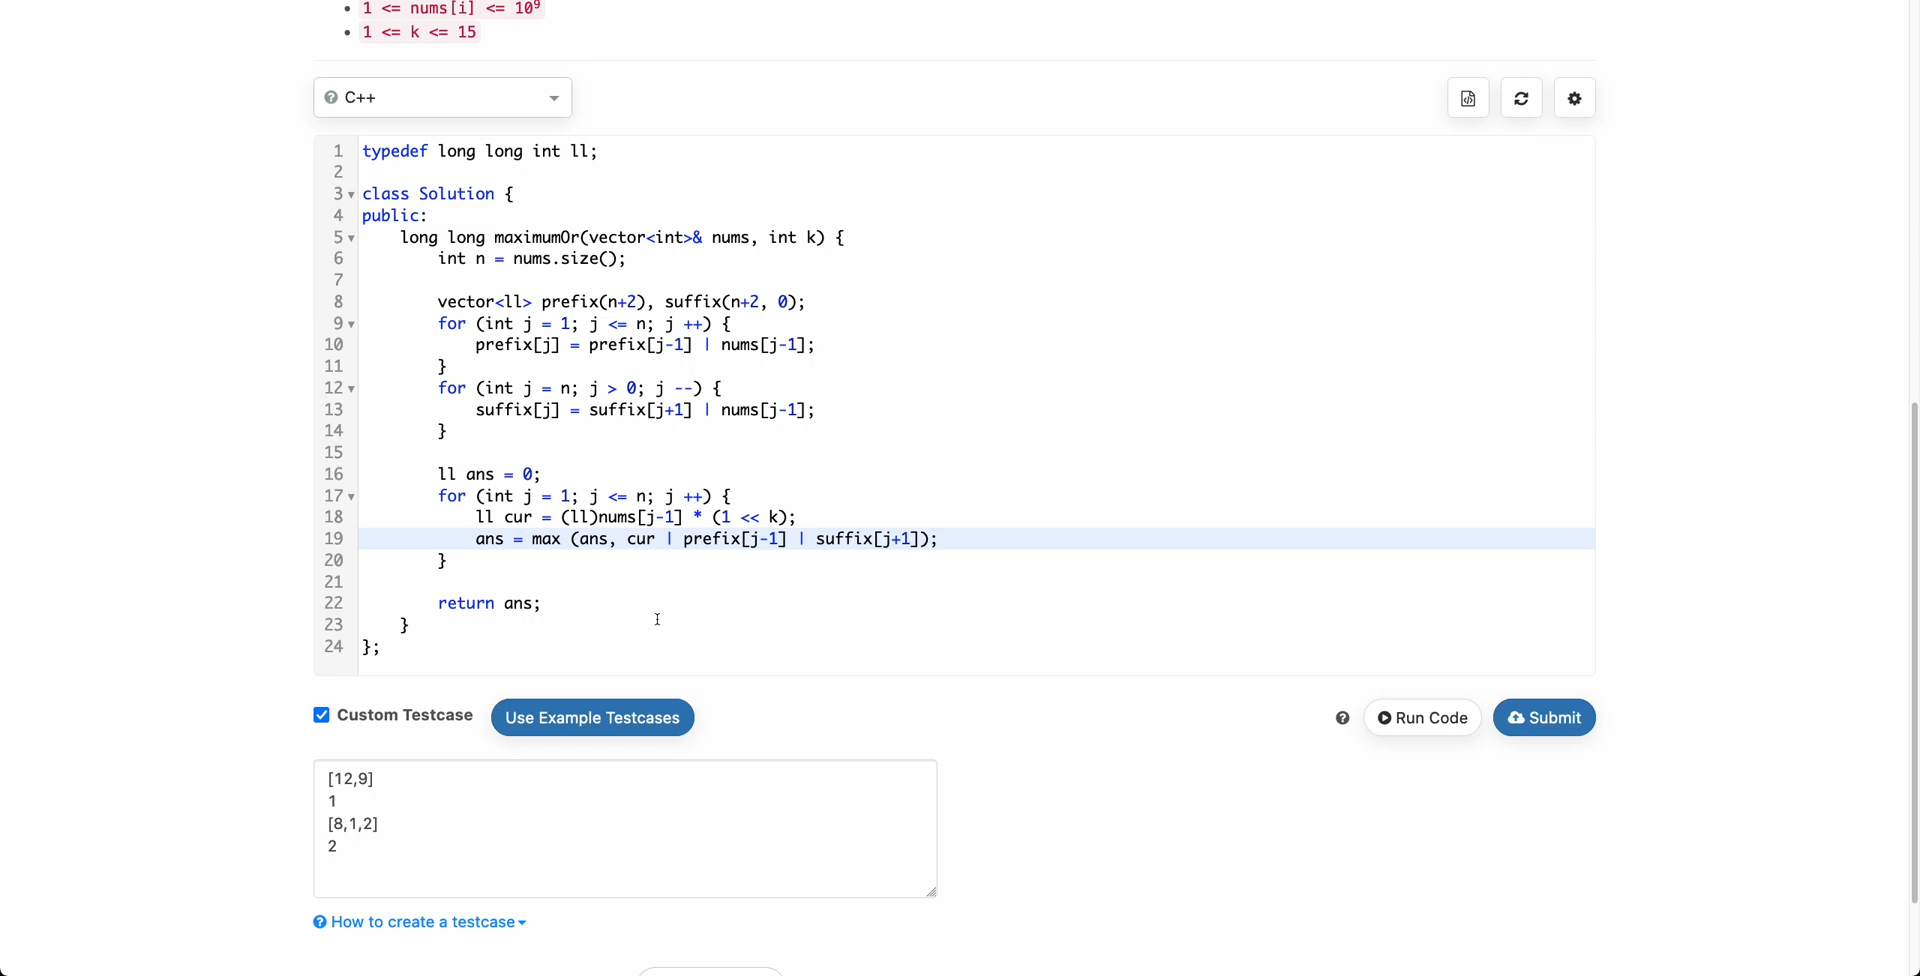 1 <= nums[i] <= 10⁹
1 <= k <= 15
C++
1 typedef long long int ll;
2
3 class Solution {
4 public:
5     long long maximumOr(vector<int>& nums, int k) {
6         int n = nums.size();
7
8         vector<ll> prefix(n+2), suffix(n+2, 0);
9         for (int j = 1; j <= n; j ++) {
10             prefix[j] = prefix[j-1] | nums[j-1];
11         }
12         for (int j = n; j > 0; j --) {
13             suffix[j] = suffix[j+1] | nums[j-1];
14         }
15
16         ll ans = 0;
17         for (int j = 1; j <= n; j ++) {
18             ll cur = (ll)nums[j-1] * (1 << k);
19             ans = max (ans, cur | prefix[j-1] | suffix[j+1]);
20         }
21
22         return ans;
23     }
24 };
Custom Testcase Use Example Testcases Run Code Submit
[12,9]
1
[8,1,2]
2
How to create a testcase